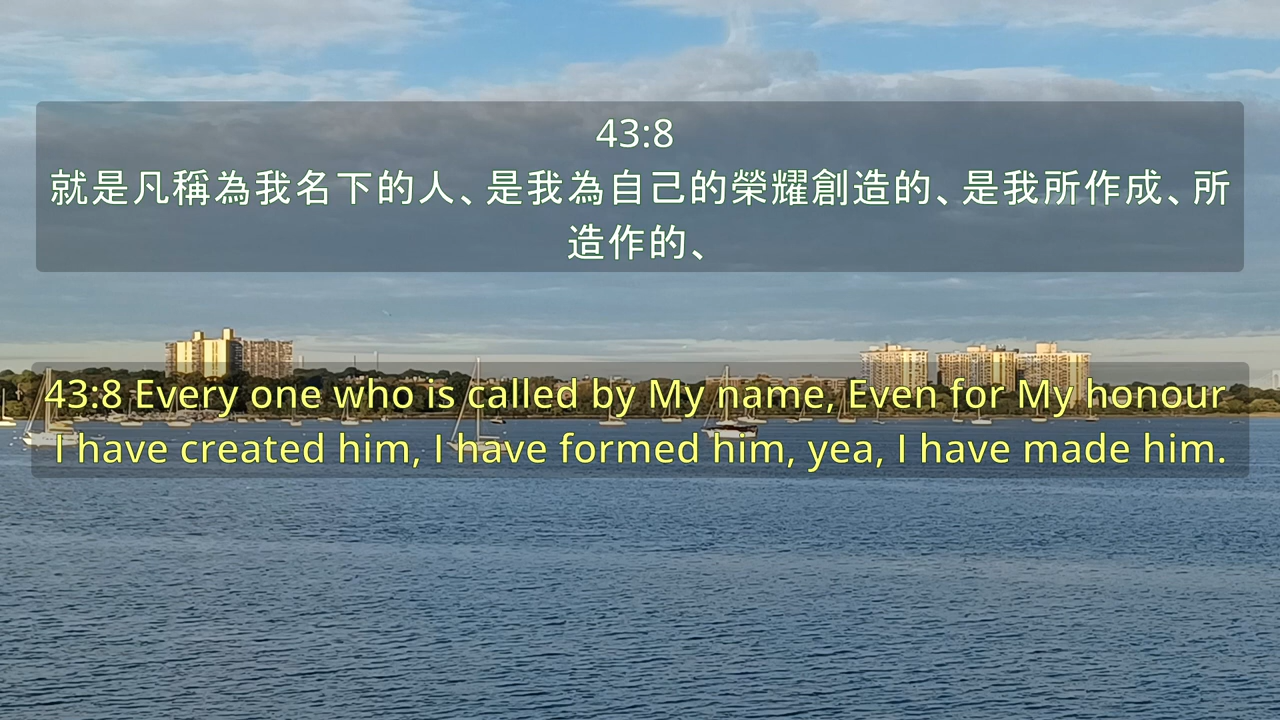 43:8
就是凡稱為我名下的人、是我為自己的榮耀創造的、是我所作成、所
造作的、
43:8 Every one who is called by My name, Even for My honour
I have created him, I have formed him, yea, I have made him.